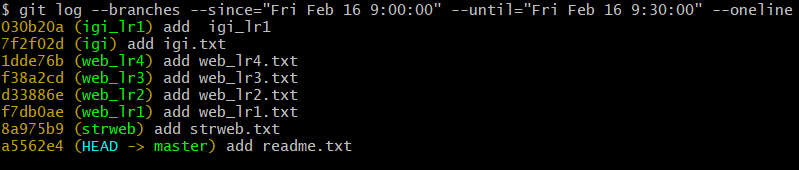 $ git log --branches --since="Fri Feb 16 9:00:00" --until="Fri Feb 16 9:30:00" --oneline
030b20a (igi_lr1) add  igi_lr1
7f2f02d (igi) add igi.txt
1dde76b (web_lr4) add web_lr4.txt
f38a2cd (web_lr3) add web_lr3.txt
d33886e (web_lr2) add web_lr2.txt
f7db0ae (web_lr1) add web_lr1.txt
8a975b9 (strweb) add strweb.txt
a5562e4 (HEAD -> master) add readme.txt